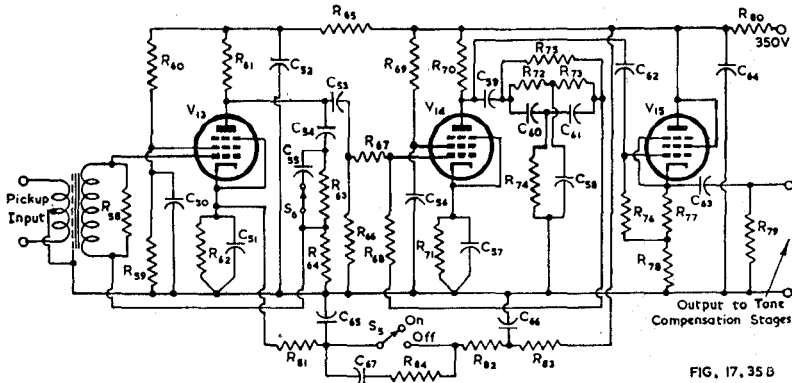 R65
R80
350V
R60
R61
C52
C53
R69
R70
C59
R75
R72
R73
C62
C64
V13
C54
V14
C60
C61
V15
C55
R67
Pickup
Input
R58
C50
S6
R63
C56
R74
C58
R76
R77
C63
R59
R62
C51
R64
R66
R68
R71
C57
R78
R79
C65
S5
On
Off
C66
Output to Tone
Compensation Stages
R81
C67
R84
R82
R83
FIG. 17.35B